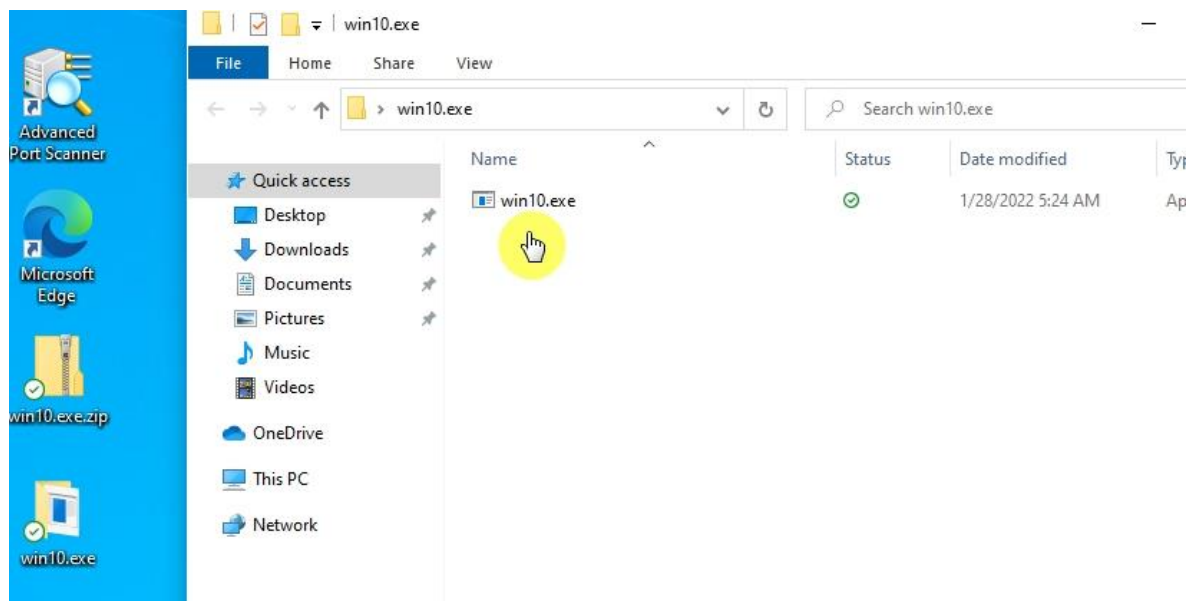 win10.exe
File Home Share View
win10.exe
Search win10.exe
Name Status Date modified
Quick access
win10.exe 1/28/2022 5:24 AM
Desktop
Downloads
Documents
Pictures
Music
Videos
OneDrive
This PC
Network
Advanced
Port Scanner
Microsoft
Edge
win10.exe.zip
win10.exe